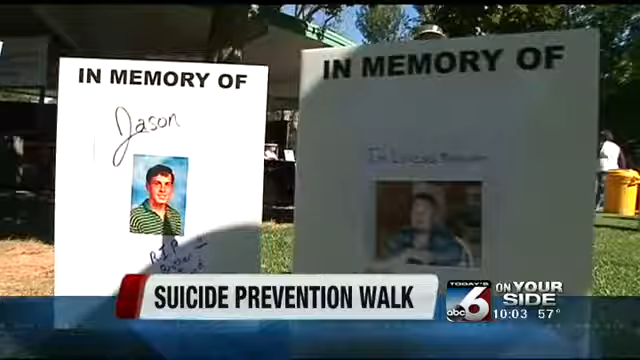 IN MEMORY OF
Jason
R.I.P
IN MEMORY OF
SUICIDE PREVENTION WALK
TODAY'S
abc 6
ON YOUR
SIDE
10:03 57°